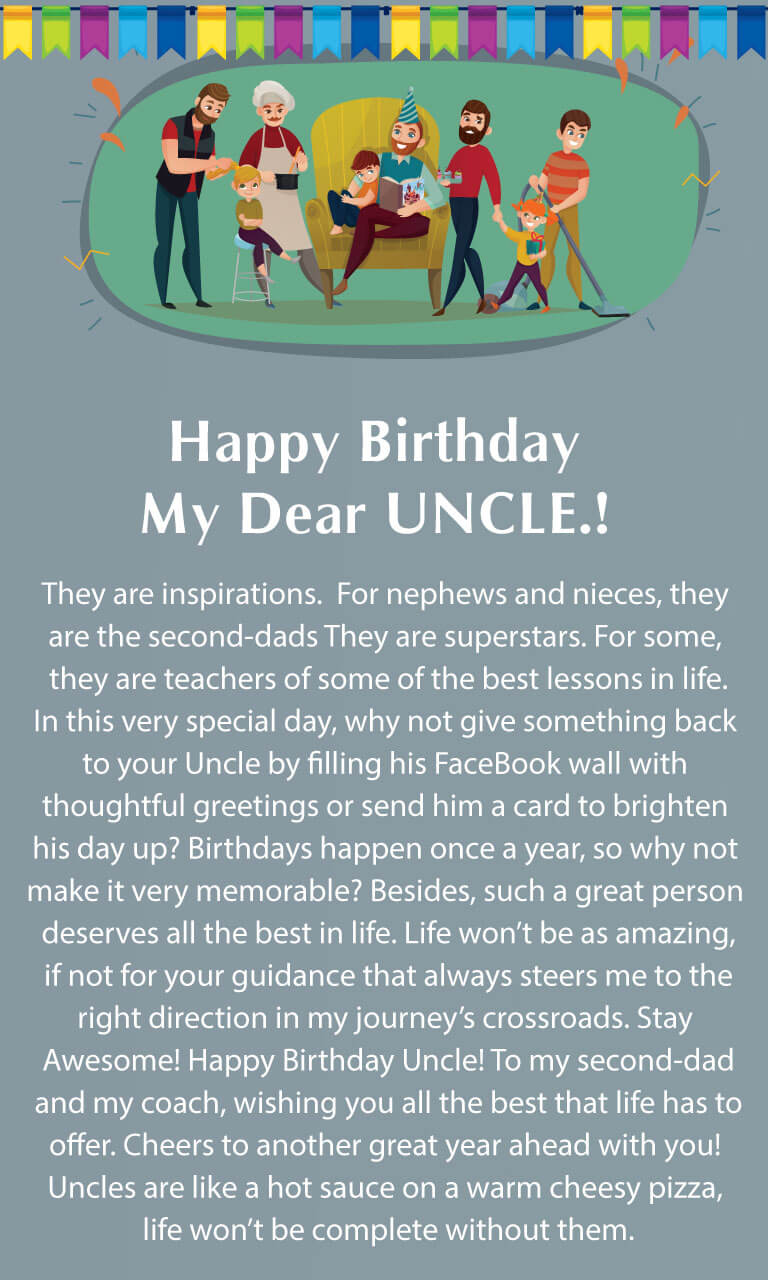 Happy Birthday
My Dear UNCLE.!
They are inspirations.  For nephews and nieces, they
are the second-dads They are superstars. For some,
they are teachers of some of the best lessons in life.
In this very special day, why not give something back
to your Uncle by filling his FaceBook wall with
thoughtful greetings or send him a card to brighten
his day up? Birthdays happen once a year, so why not
make it very memorable? Besides, such a great person
deserves all the best in life. Life won’t be as amazing,
if not for your guidance that always steers me to the
right direction in my journey’s crossroads. Stay
Awesome! Happy Birthday Uncle! To my second-dad
and my coach, wishing you all the best that life has to
offer. Cheers to another great year ahead with you!
Uncles are like a hot sauce on a warm cheesy pizza,
life won’t be complete without them.